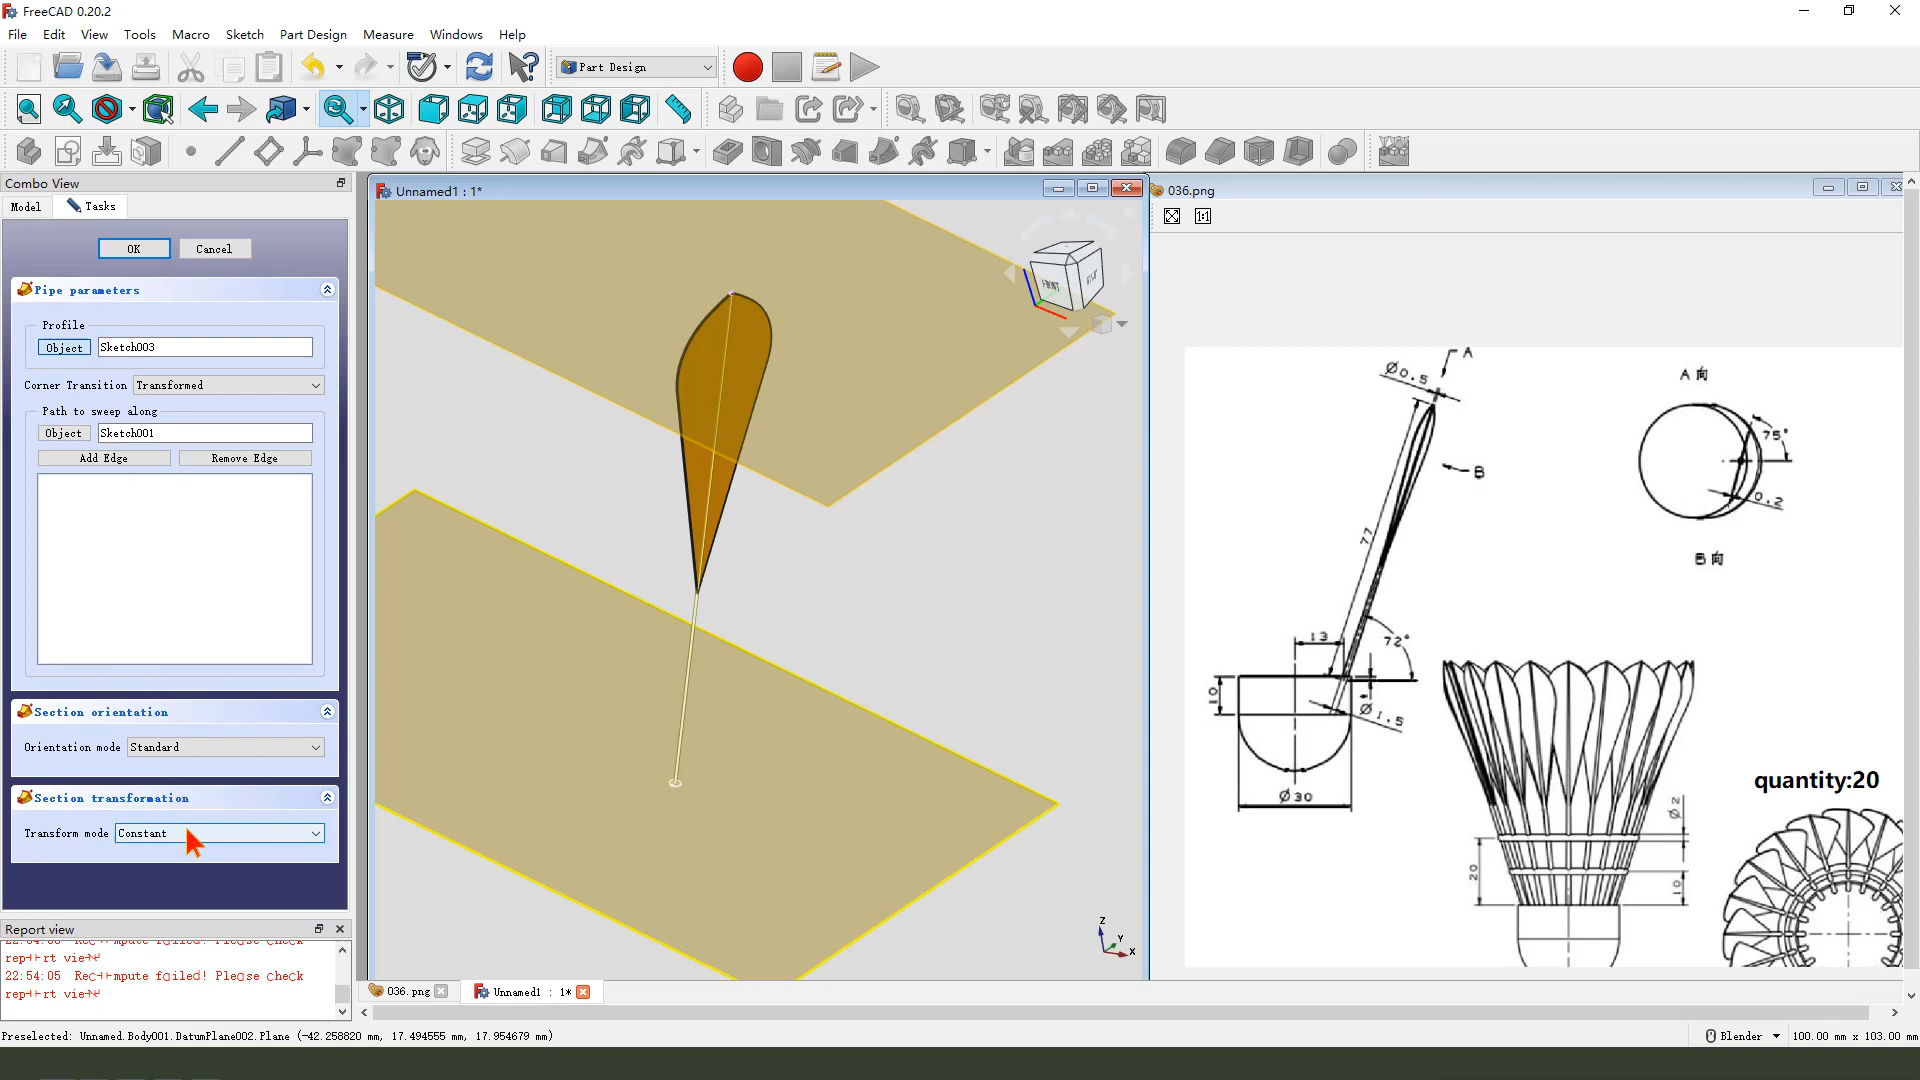 FreeCAD 0.20.2
File Edit View Tools Macro Sketch Part Design Measure Windows Help
Part Design
Combo View
Model Tasks
OK Cancel
Pipe parameters
Profile
Object Sketch003
Corner Transition Transformed
Path to sweep along
Object Sketch001
Add Edge Remove Edge
Section orientation
Orientation mode Standard
Section transformation
Transform mode Constant
Report view
22:54:05 Recompute failed! Please check
report view
Unnamed1 : 1*
FRONT
Z
Y
X
036.png
1:1
A
Ø0.5
B
77
13
72°
10
1
Ø1.5
Ø30
A向
75°
0.2
B向
quantity:20
Ø2
20
10
036.png Unnamed1 : 1*
Preselected: Unnamed.Body001.DatumPlane002.Plane (-42.258820 mm, 17.494555 mm, 17.954679 mm)
Blender 100.00 mm x 103.00 mm